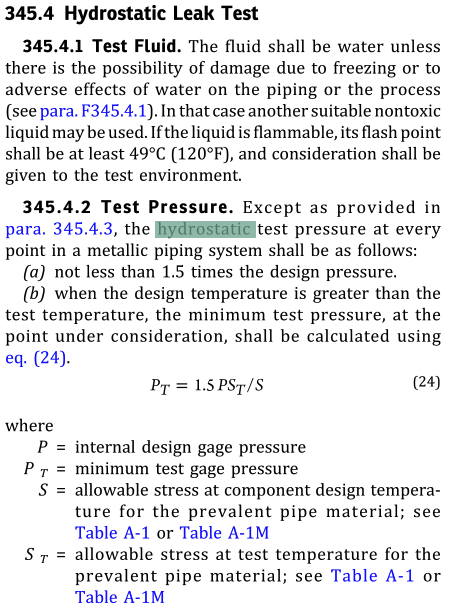 345.4 Hydrostatic Leak Test
345.4.1 Test Fluid. The fluid shall be water unless
there is the possibility of damage due to freezing or to
adverse effects of water on the piping or the process
(see para. F345.4.1). In that case another suitable nontoxic
liquid may be used. If the liquid is flammable, its flash point
shall be at least 49°C (120°F), and consideration shall be
given to the test environment.
345.4.2 Test Pressure. Except as provided in
para. 345.4.3, the hydrostatic test pressure at every
point in a metallic piping system shall be as follows:
(a) not less than 1.5 times the design pressure.
(b) when the design temperature is greater than the
test temperature, the minimum test pressure, at the
point under consideration, shall be calculated using
eq. (24).
P_T = 1.5 PS_T/S (24)
where
P = internal design gage pressure
P_T = minimum test gage pressure
S = allowable stress at component design tempera-
ture for the prevalent pipe material; see
Table A-1 or Table A-1M
S_T = allowable stress at test temperature for the
prevalent pipe material; see Table A-1 or
Table A-1M